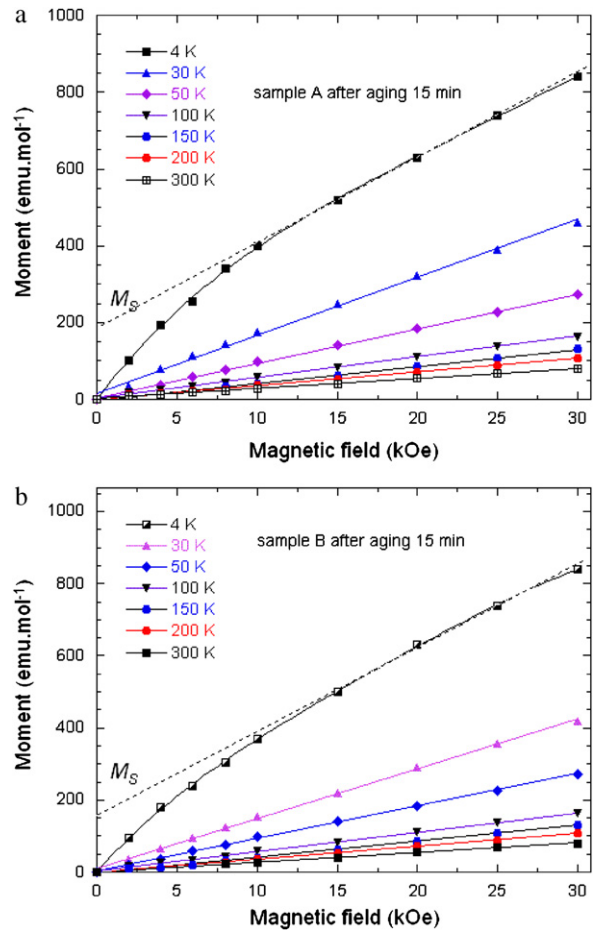 a
1000
800
600
400
200
0
Moment (emu.mol-1)
4 K
30 K
50 K
100 K
150 K
200 K
300 K
sample A after aging 15 min
MS
0 5 10 15 20 25 30
Magnetic field (kOe)
b
1000
800
600
400
200
0
Moment (emu.mol-1)
4 K
30 K
50 K
100 K
150 K
200 K
300 K
sample B after aging 15 min
MS
0 5 10 15 20 25 30
Magnetic field (kOe)